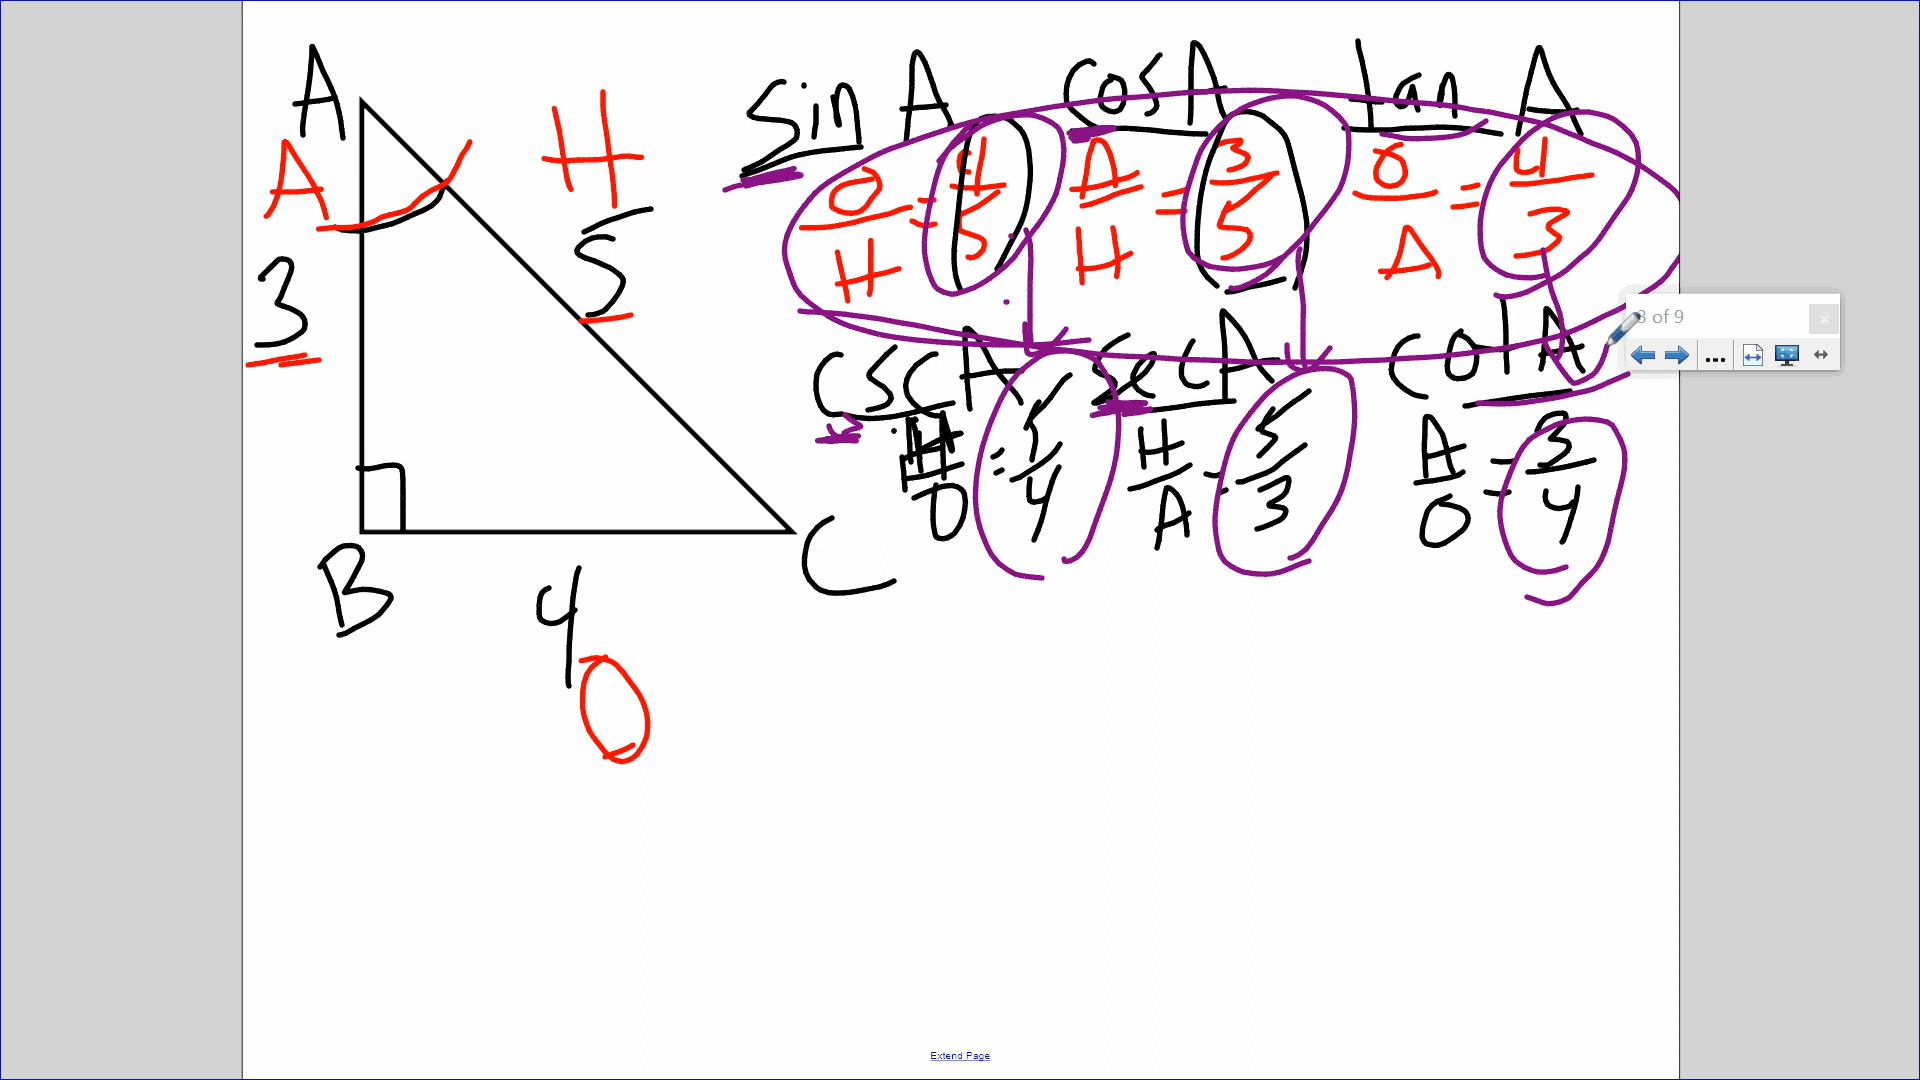 A
H
A
3
5
B
C
4
O
sin A cos A tan A
O/H = 4/5 A/H = 3/5 O/A = 4/3
csc A sec A cot A
H/O = 5/4 H/A = 5/3 A/O = 3/4
3 of 9
Extend Page